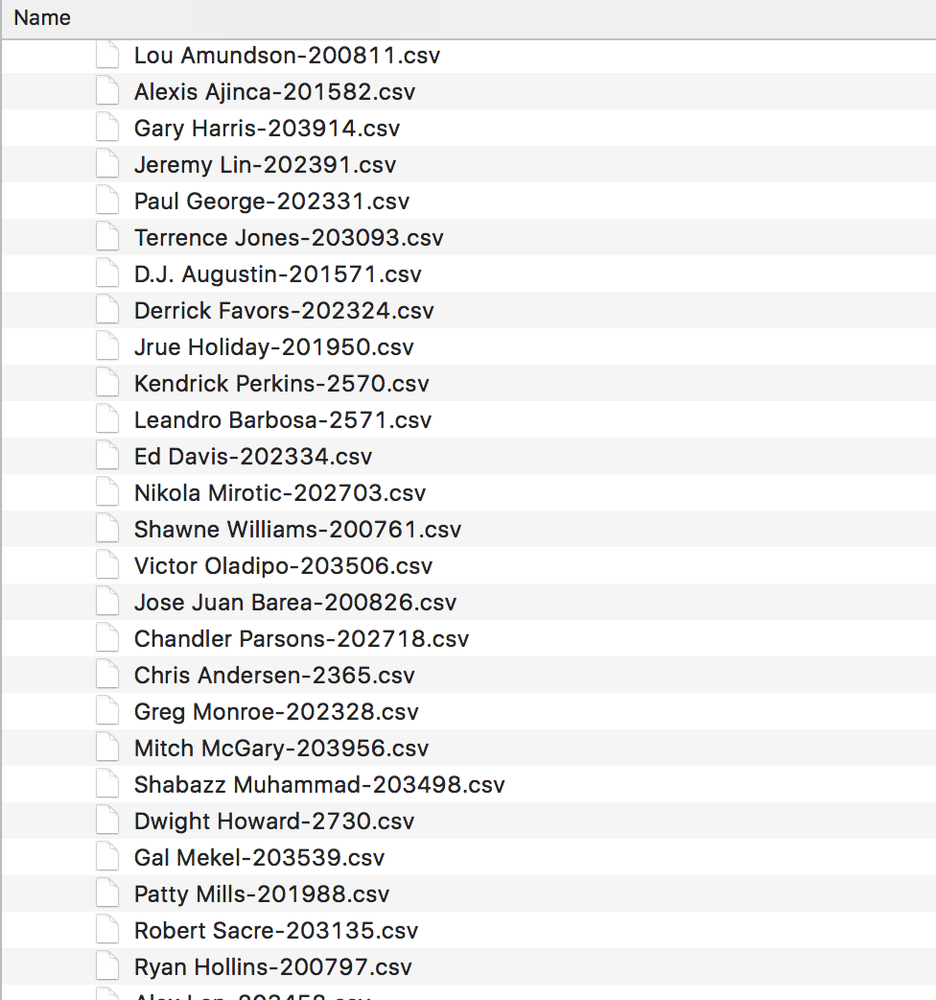 Name
Lou Amundson-200811.csv
Alexis Ajinca-201582.csv
Gary Harris-203914.csv
Jeremy Lin-202391.csv
Paul George-202331.csv
Terrence Jones-203093.csv
D.J. Augustin-201571.csv
Derrick Favors-202324.csv
Jrue Holiday-201950.csv
Kendrick Perkins-2570.csv
Leandro Barbosa-2571.csv
Ed Davis-202334.csv
Nikola Mirotic-202703.csv
Shawne Williams-200761.csv
Victor Oladipo-203506.csv
Jose Juan Barea-200826.csv
Chandler Parsons-202718.csv
Chris Andersen-2365.csv
Greg Monroe-202328.csv
Mitch McGary-203956.csv
Shabazz Muhammad-203498.csv
Dwight Howard-2730.csv
Gal Mekel-203539.csv
Patty Mills-201988.csv
Robert Sacre-203135.csv
Ryan Hollins-200797.csv